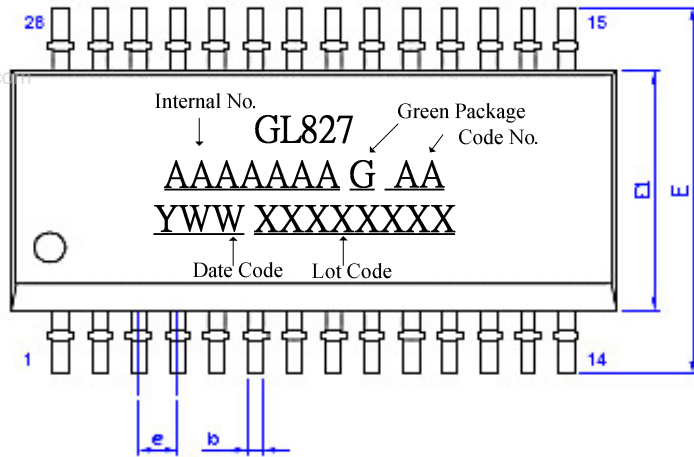 28 15
com
Internal No.
Green Package
GL827
Code No.
AAAAAAA G AA
YWW XXXXXXXX
Date Code Lot Code
E1
E
1 14
e b